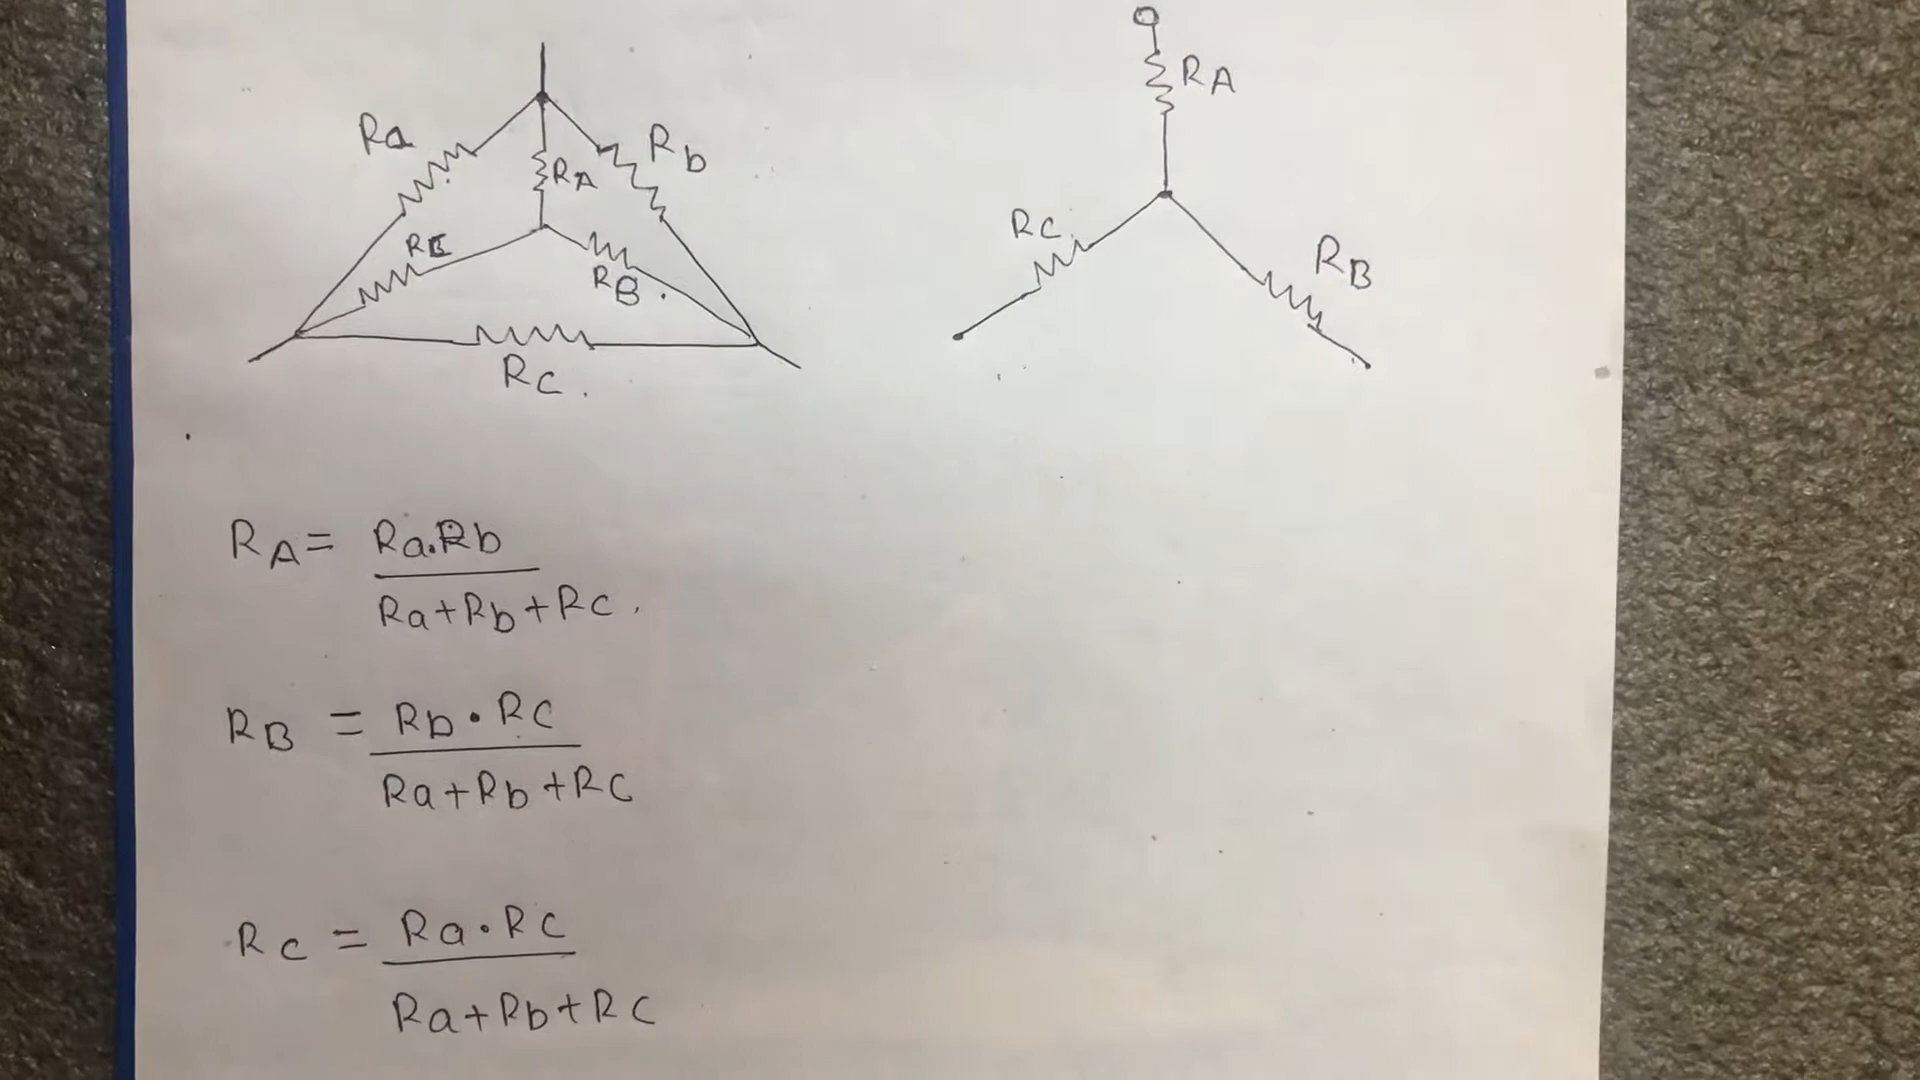 Ra
Rb
RA
RC
RB
RC
RA
RC
RB
RA = Ra.Rb
Ra+Rb+RC
RB = Rb·RC
Ra+Rb+RC
RC = Ra·RC
Ra+Rb+RC